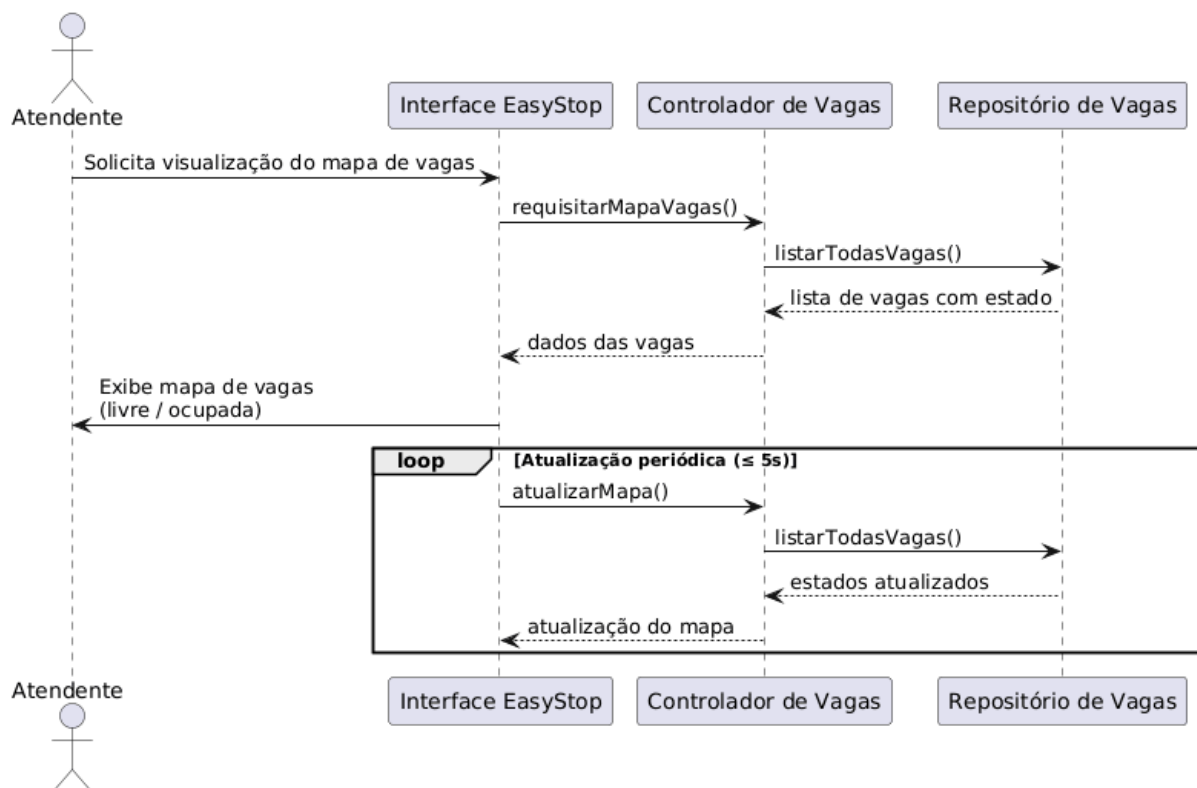 Atendente
Interface EasyStop
Controlador de Vagas
Repositório de Vagas
Solicita visualização do mapa de vagas
requisitarMapaVagas()
listarTodasVagas()
lista de vagas com estado
dados das vagas
Exibe mapa de vagas
(livre / ocupada)
loop
[Atualização periódica (≤ 5s)]
atualizarMapa()
listarTodasVagas()
estados atualizados
atualização do mapa
Atendente
Interface EasyStop
Controlador de Vagas
Repositório de Vagas